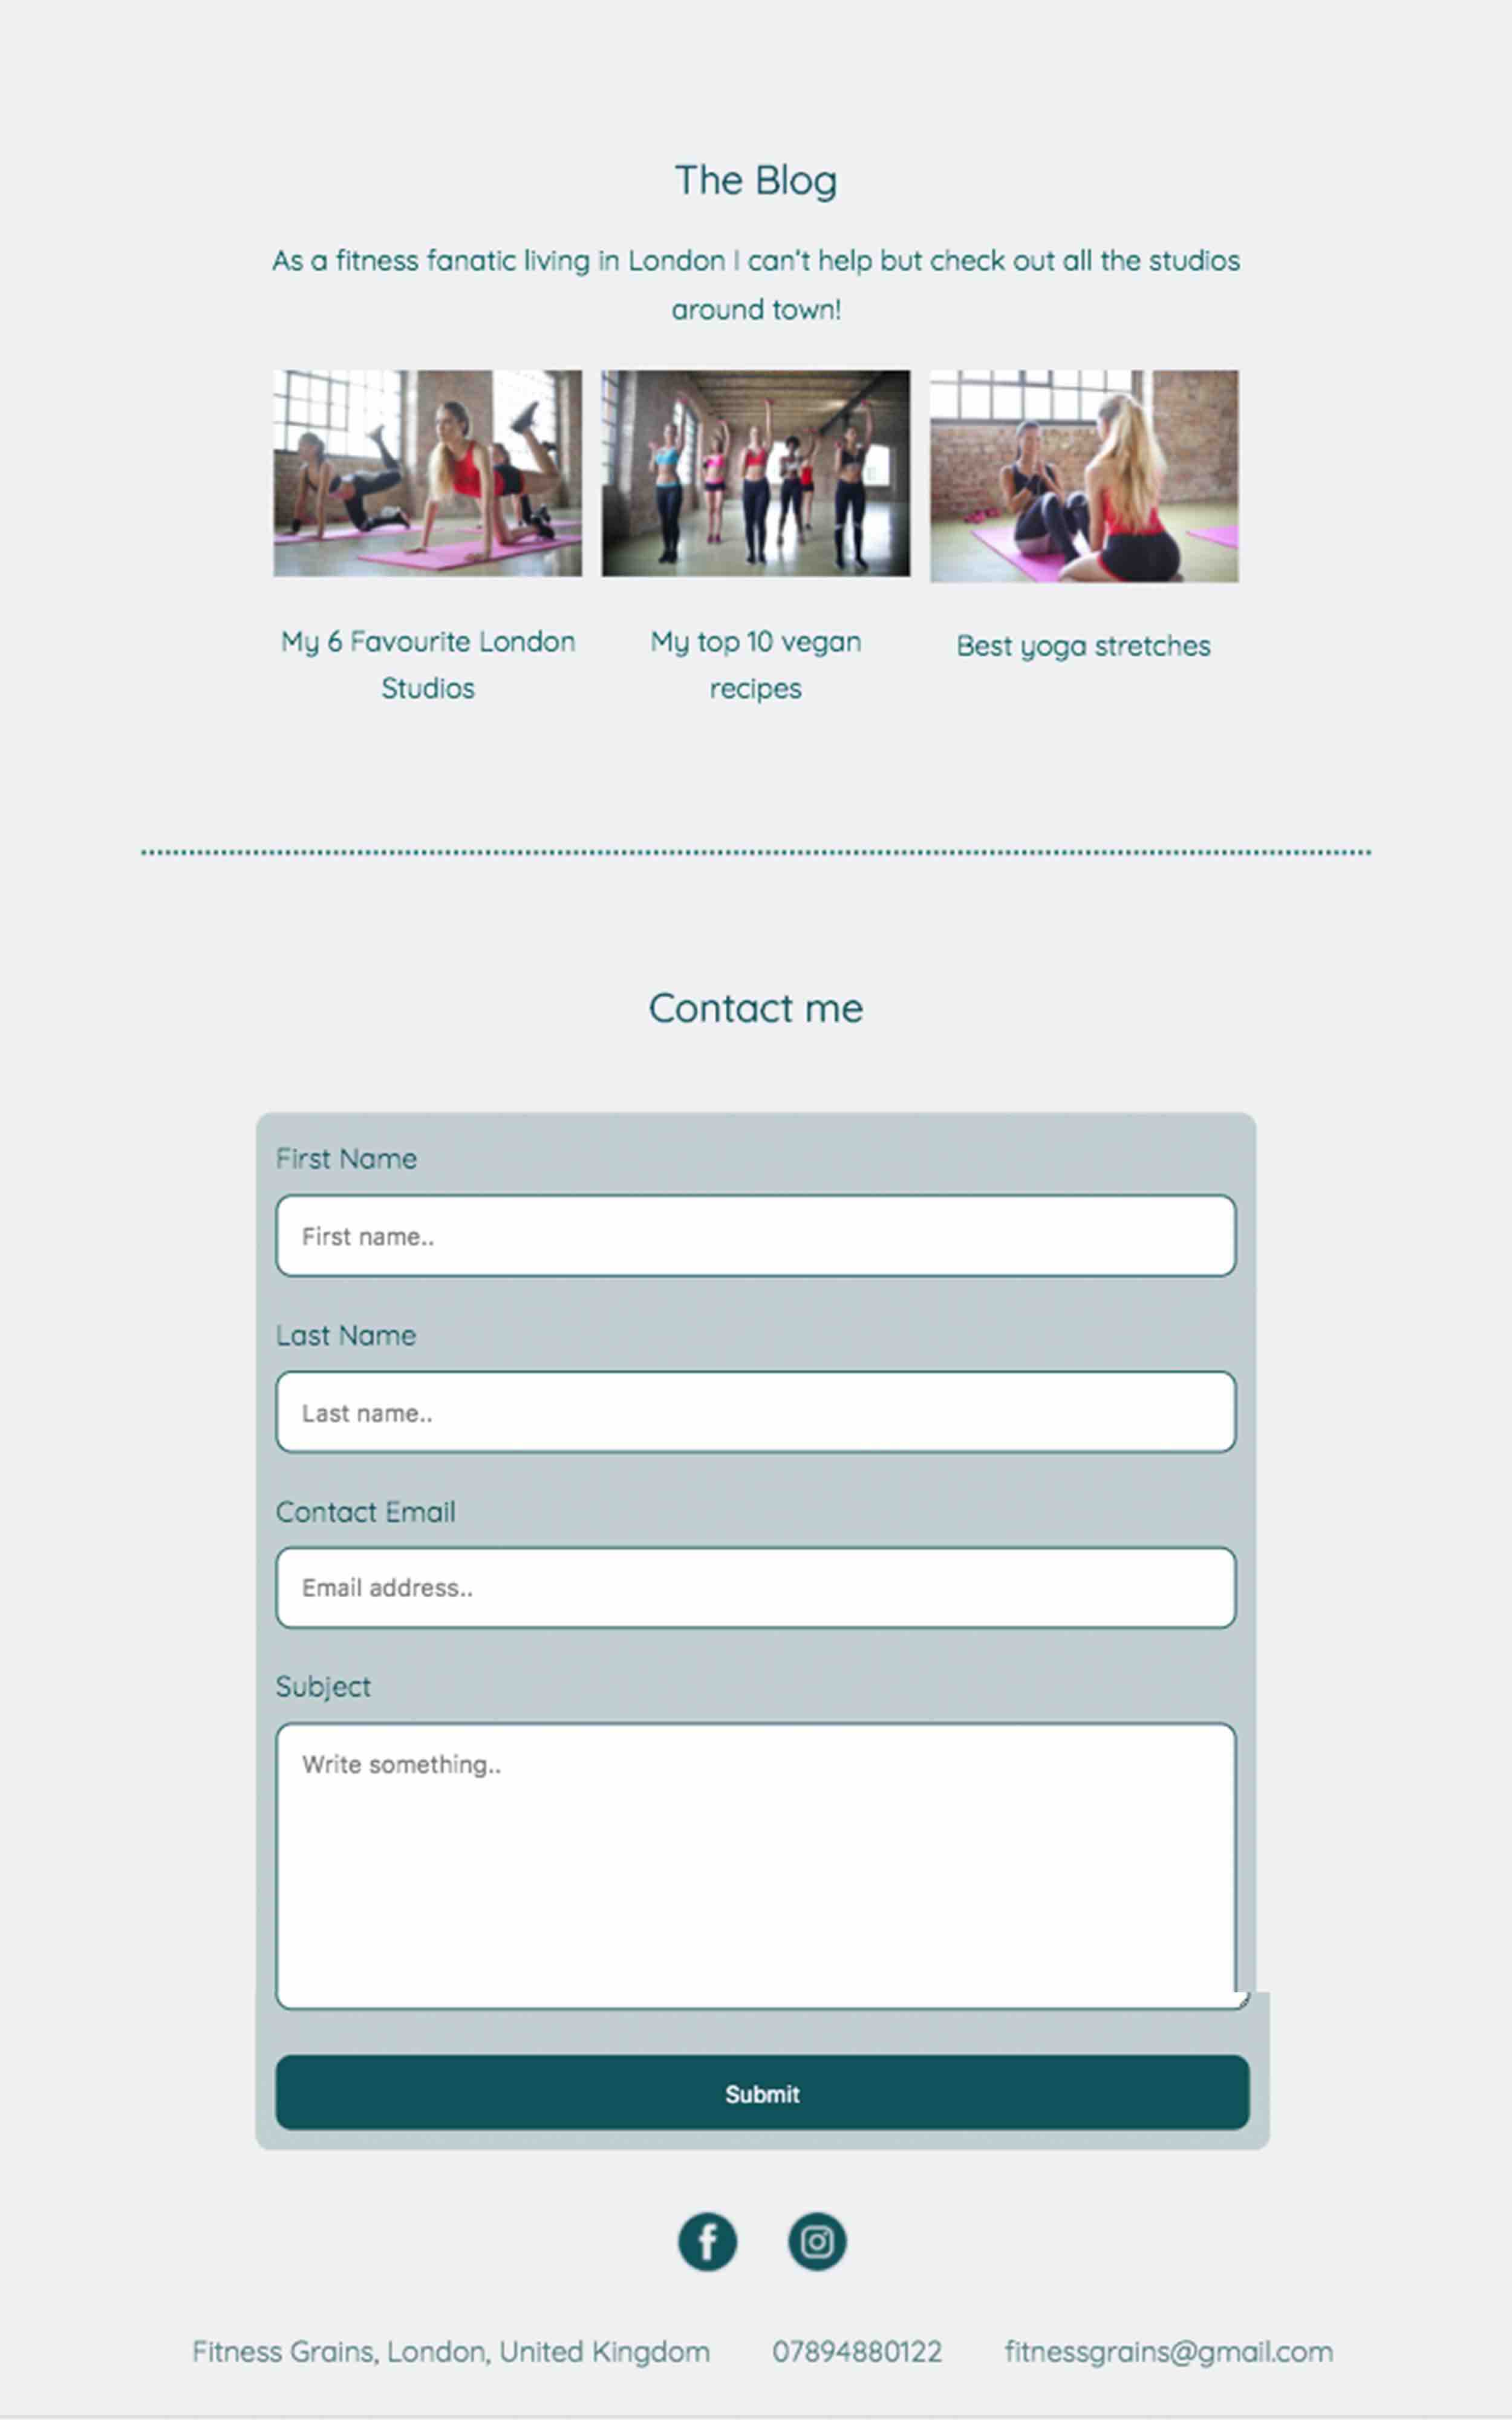 The Blog
As a fitness fanatic living in London I can't help but check out all the studios
around town!
My 6 Favourite London
Studios
My top 10 vegan
recipes
Best yoga stretches
Contact me
First Name
First name..
Last Name
Last name..
Contact Email
Email address..
Subject
Write something..
Submit
Fitness Grains, London, United Kingdom 07894880122 fitnessgrains@gmail.com